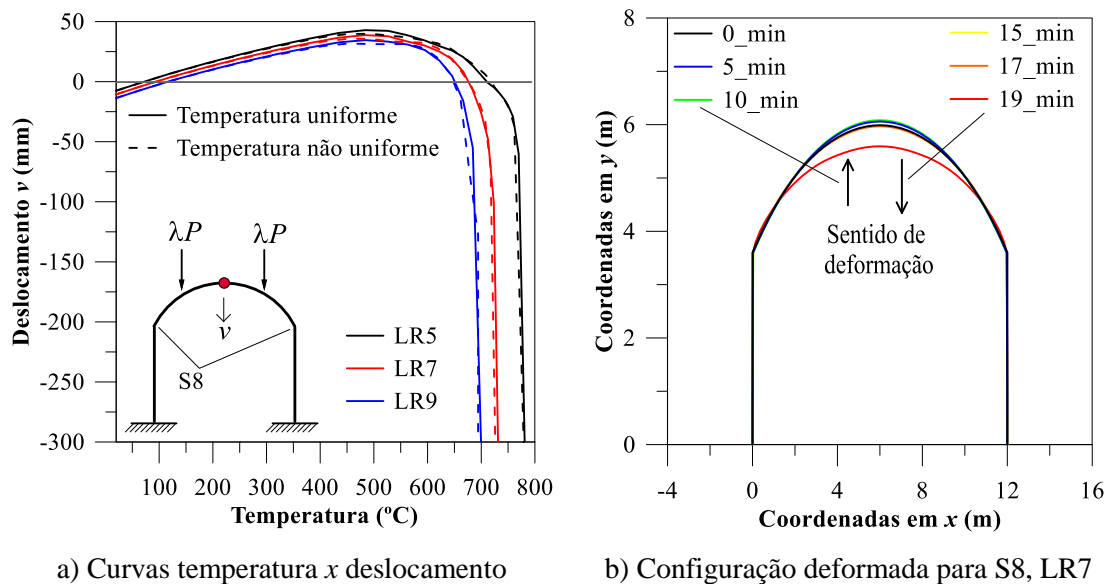 50
0
-50
-100
-150
-200
-250
-300
Deslocamento v (mm)
Temperatura uniforme
Temperatura não uniforme
λP λP
v
S8
LR5
LR7
LR9
100 200 300 400 500 600 700 800
Temperatura (ºC)
a) Curvas temperatura x deslocamento
8
6
4
2
0
Coordenadas em y (m)
0_min 15_min
5_min 17_min
10_min 19_min
Sentido de
deformação
-4 0 4 8 12 16
Coordenadas em x (m)
b) Configuração deformada para S8, LR7